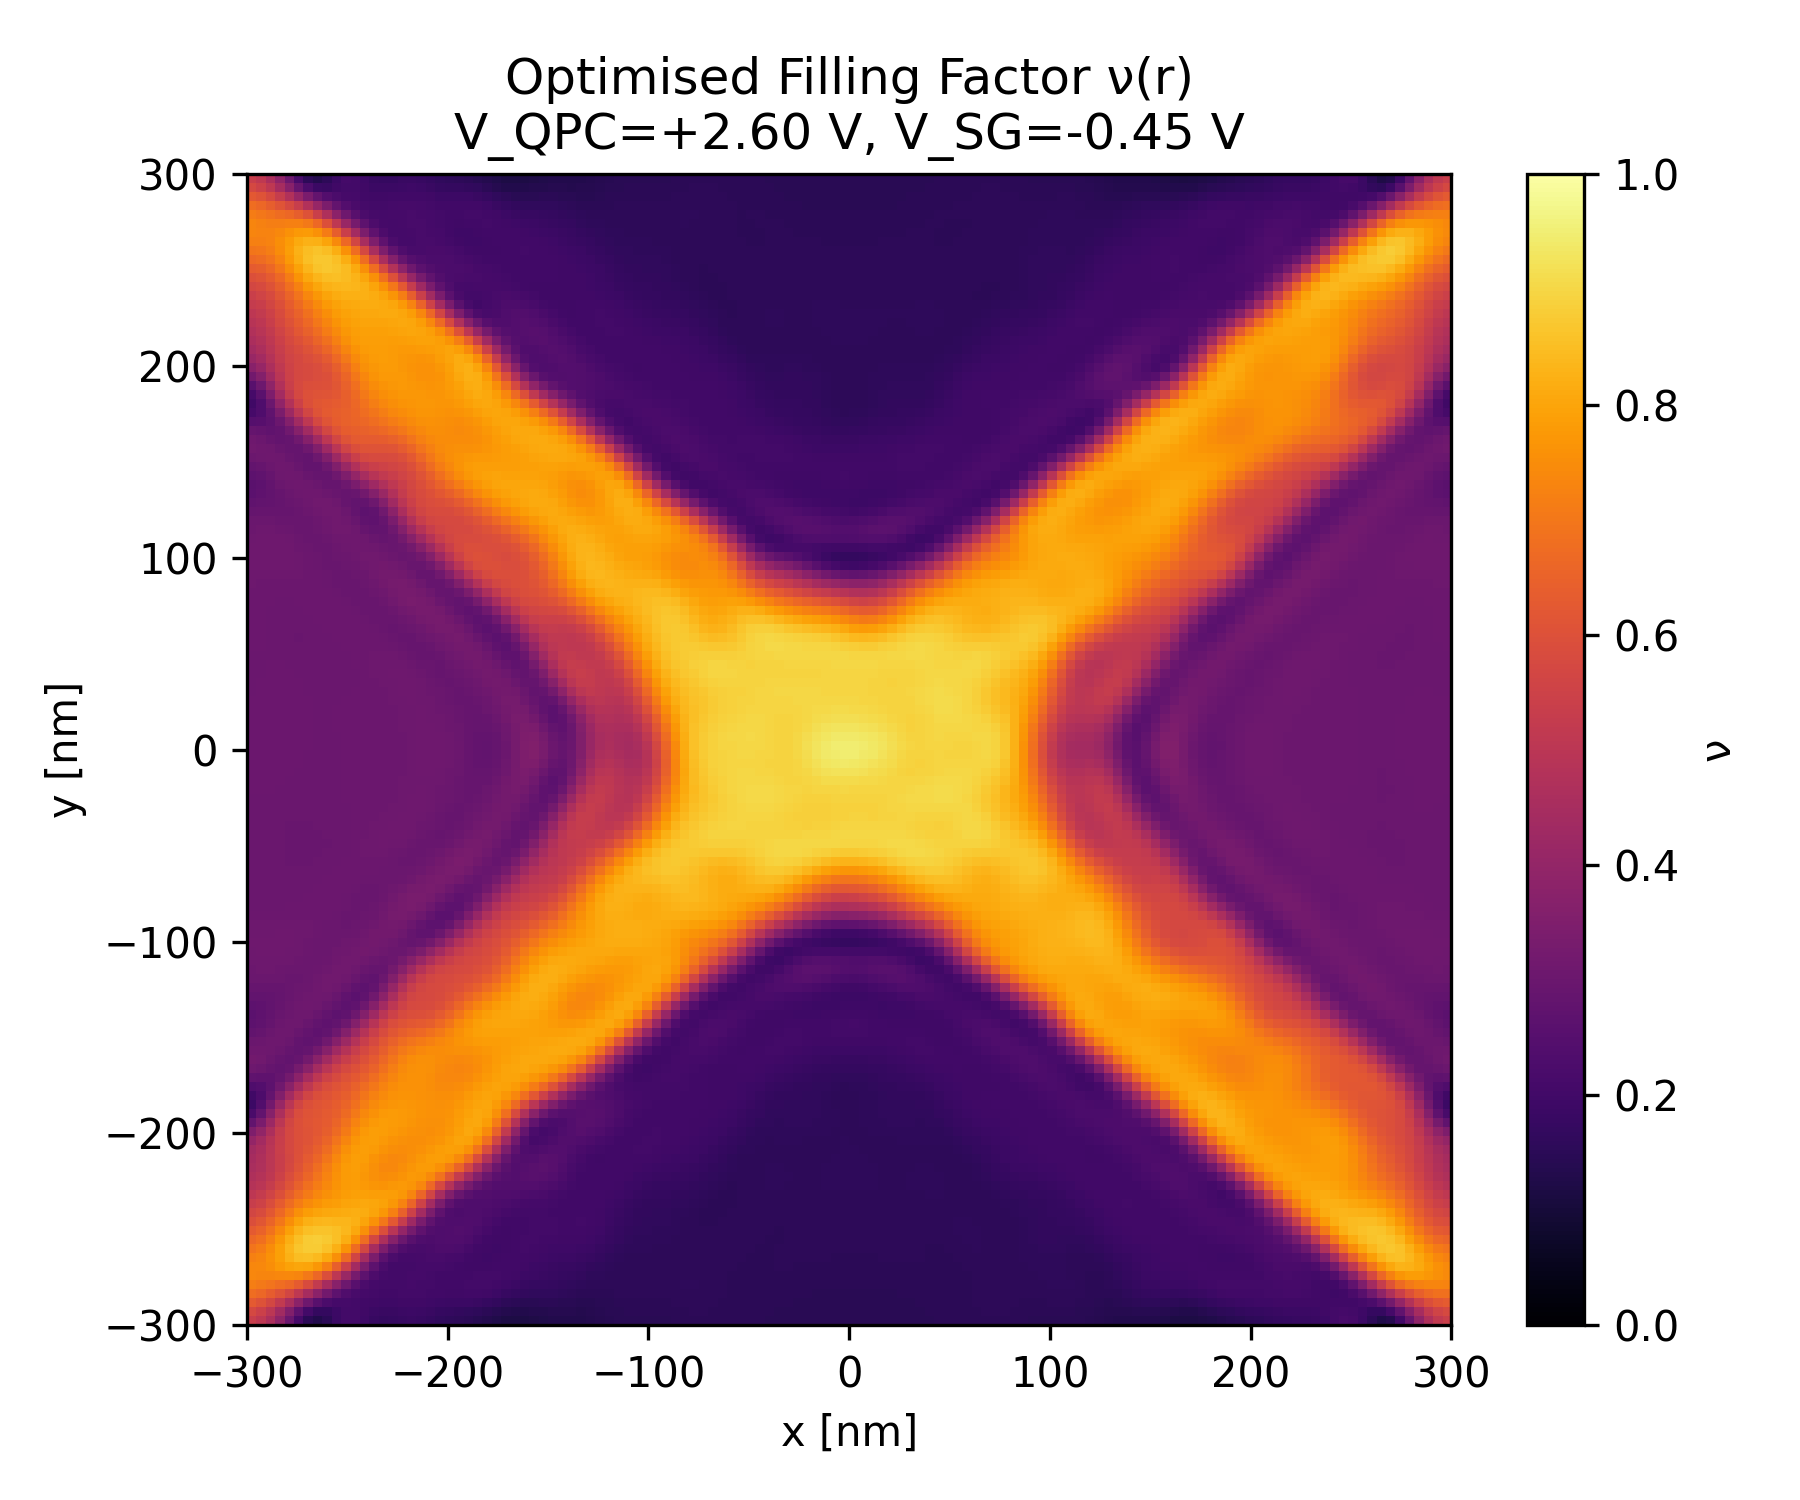 Optimised Filling Factor ν(r)
V_QPC=+2.60 V, V_SG=-0.45 V
300
200
100
0
−100
−200
−300
y [nm]
−300 −200 −100 0 100 200 300
x [nm]
1.0
0.8
0.6
0.4
0.2
0.0
ν